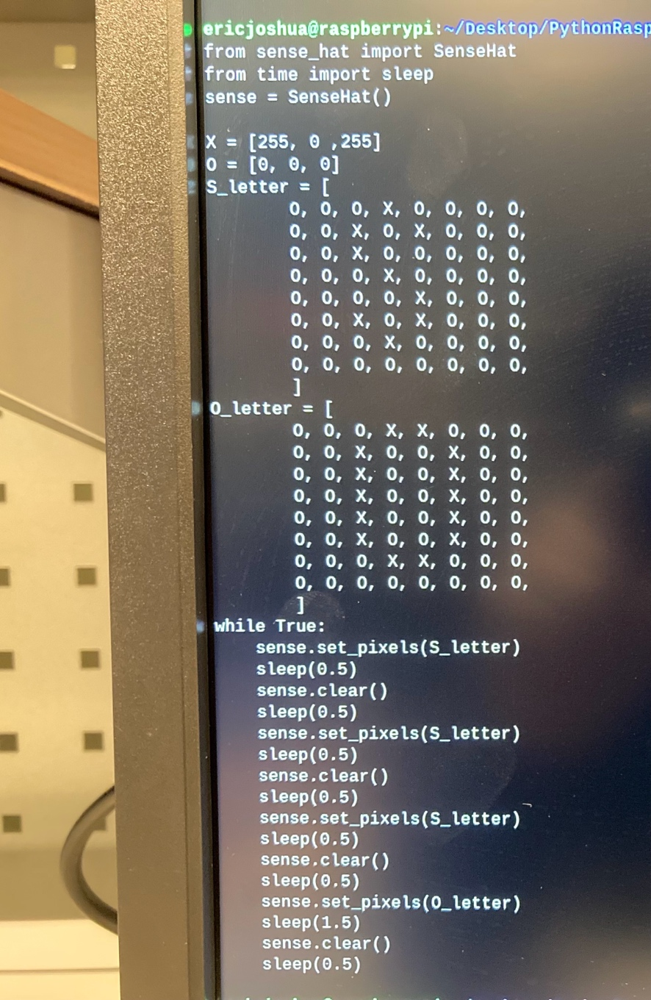 ericjoshua@raspberrypi:~/Desktop/PythonRasp
from sense_hat import SenseHat
from time import sleep
sense = SenseHat()
X = [255, 0 ,255]
O = [0, 0, 0]
S_letter = [
O, O, O, X, O, O, O, O,
O, O, X, O, X, O, O, O,
O, O, X, O, O, O, O, O,
O, O, O, X, O, O, O, O,
O, O, O, O, X, O, O, O,
O, O, X, O, X, O, O, O,
O, O, O, X, O, O, O, O,
O, O, O, O, O, O, O, O,
]
O_letter = [
O, O, O, X, X, O, O, O,
O, O, X, O, O, X, O, O,
O, O, X, O, O, X, O, O,
O, O, X, O, O, X, O, O,
O, O, X, O, O, X, O, O,
O, O, X, O, O, X, O, O,
O, O, O, X, X, O, O, O,
O, O, O, O, O, O, O, O,
]
while True:
sense.set_pixels(S_letter)
sleep(0.5)
sense.clear()
sleep(0.5)
sense.set_pixels(S_letter)
sleep(0.5)
sense.clear()
sleep(0.5)
sense.set_pixels(S_letter)
sleep(0.5)
sense.clear()
sleep(0.5)
sense.set_pixels(O_letter)
sleep(1.5)
sense.clear()
sleep(0.5)